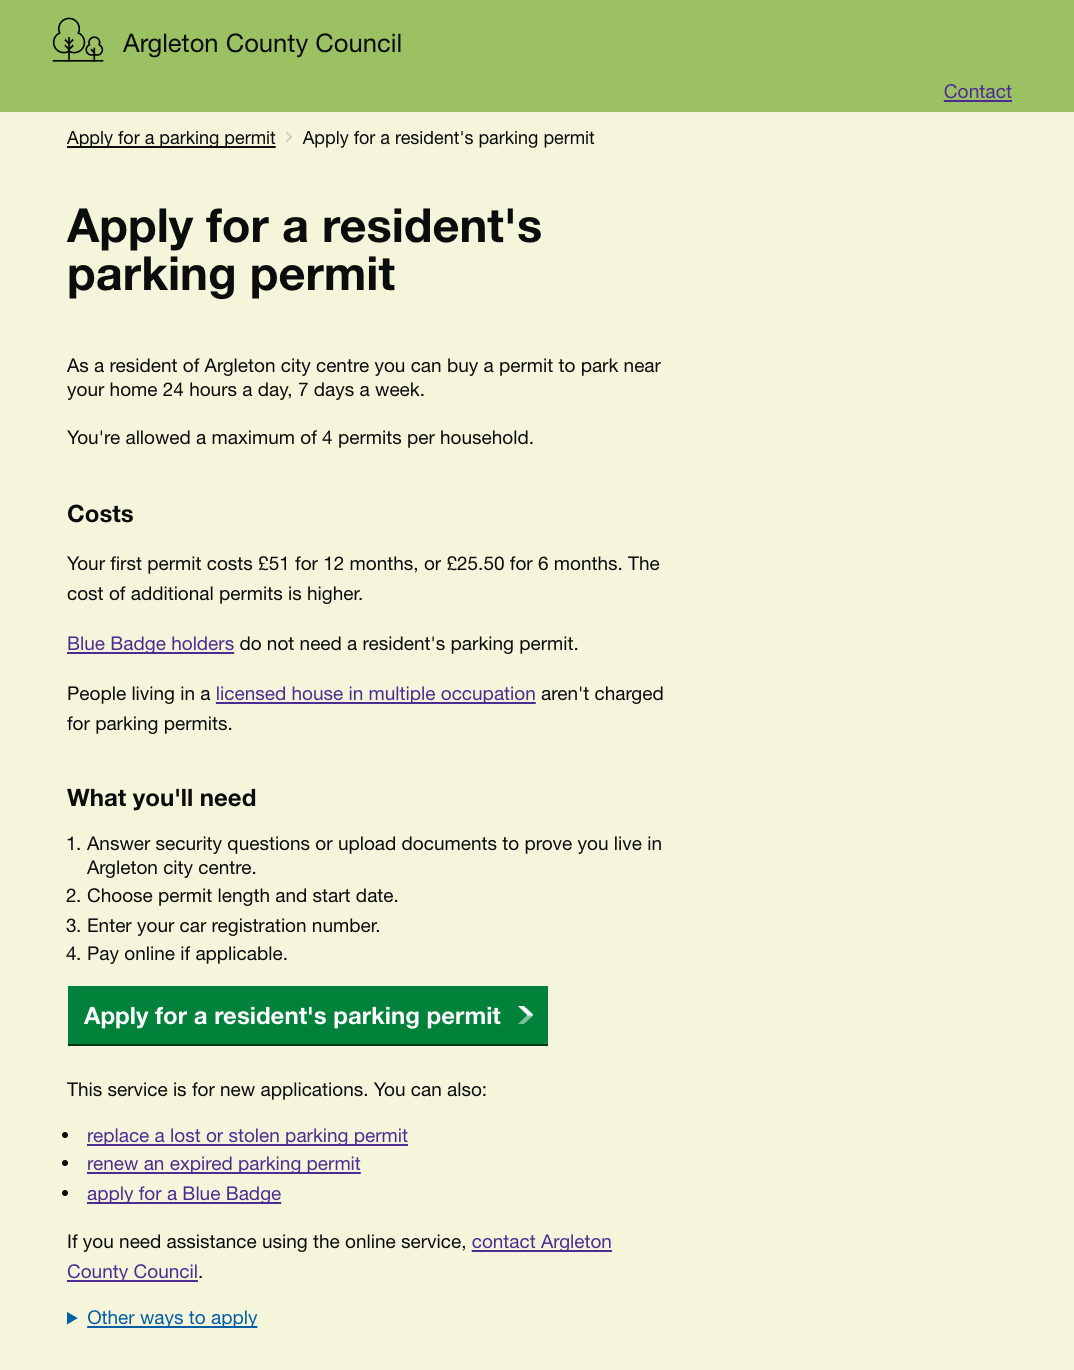 Argleton County Council
Contact
Apply for a parking permit > Apply for a resident's parking permit
Apply for a resident's
parking permit
As a resident of Argleton city centre you can buy a permit to park near
your home 24 hours a day, 7 days a week.
You're allowed a maximum of 4 permits per household.
Costs
Your first permit costs £51 for 12 months, or £25.50 for 6 months. The
cost of additional permits is higher.
Blue Badge holders do not need a resident's parking permit.
People living in a licensed house in multiple occupation aren't charged
for parking permits.
What you'll need
1. Answer security questions or upload documents to prove you live in
Argleton city centre.
2. Choose permit length and start date.
3. Enter your car registration number.
4. Pay online if applicable.
Apply for a resident's parking permit
This service is for new applications. You can also:
• replace a lost or stolen parking permit
• renew an expired parking permit
• apply for a Blue Badge
If you need assistance using the online service, contact Argleton
County Council.
Other ways to apply